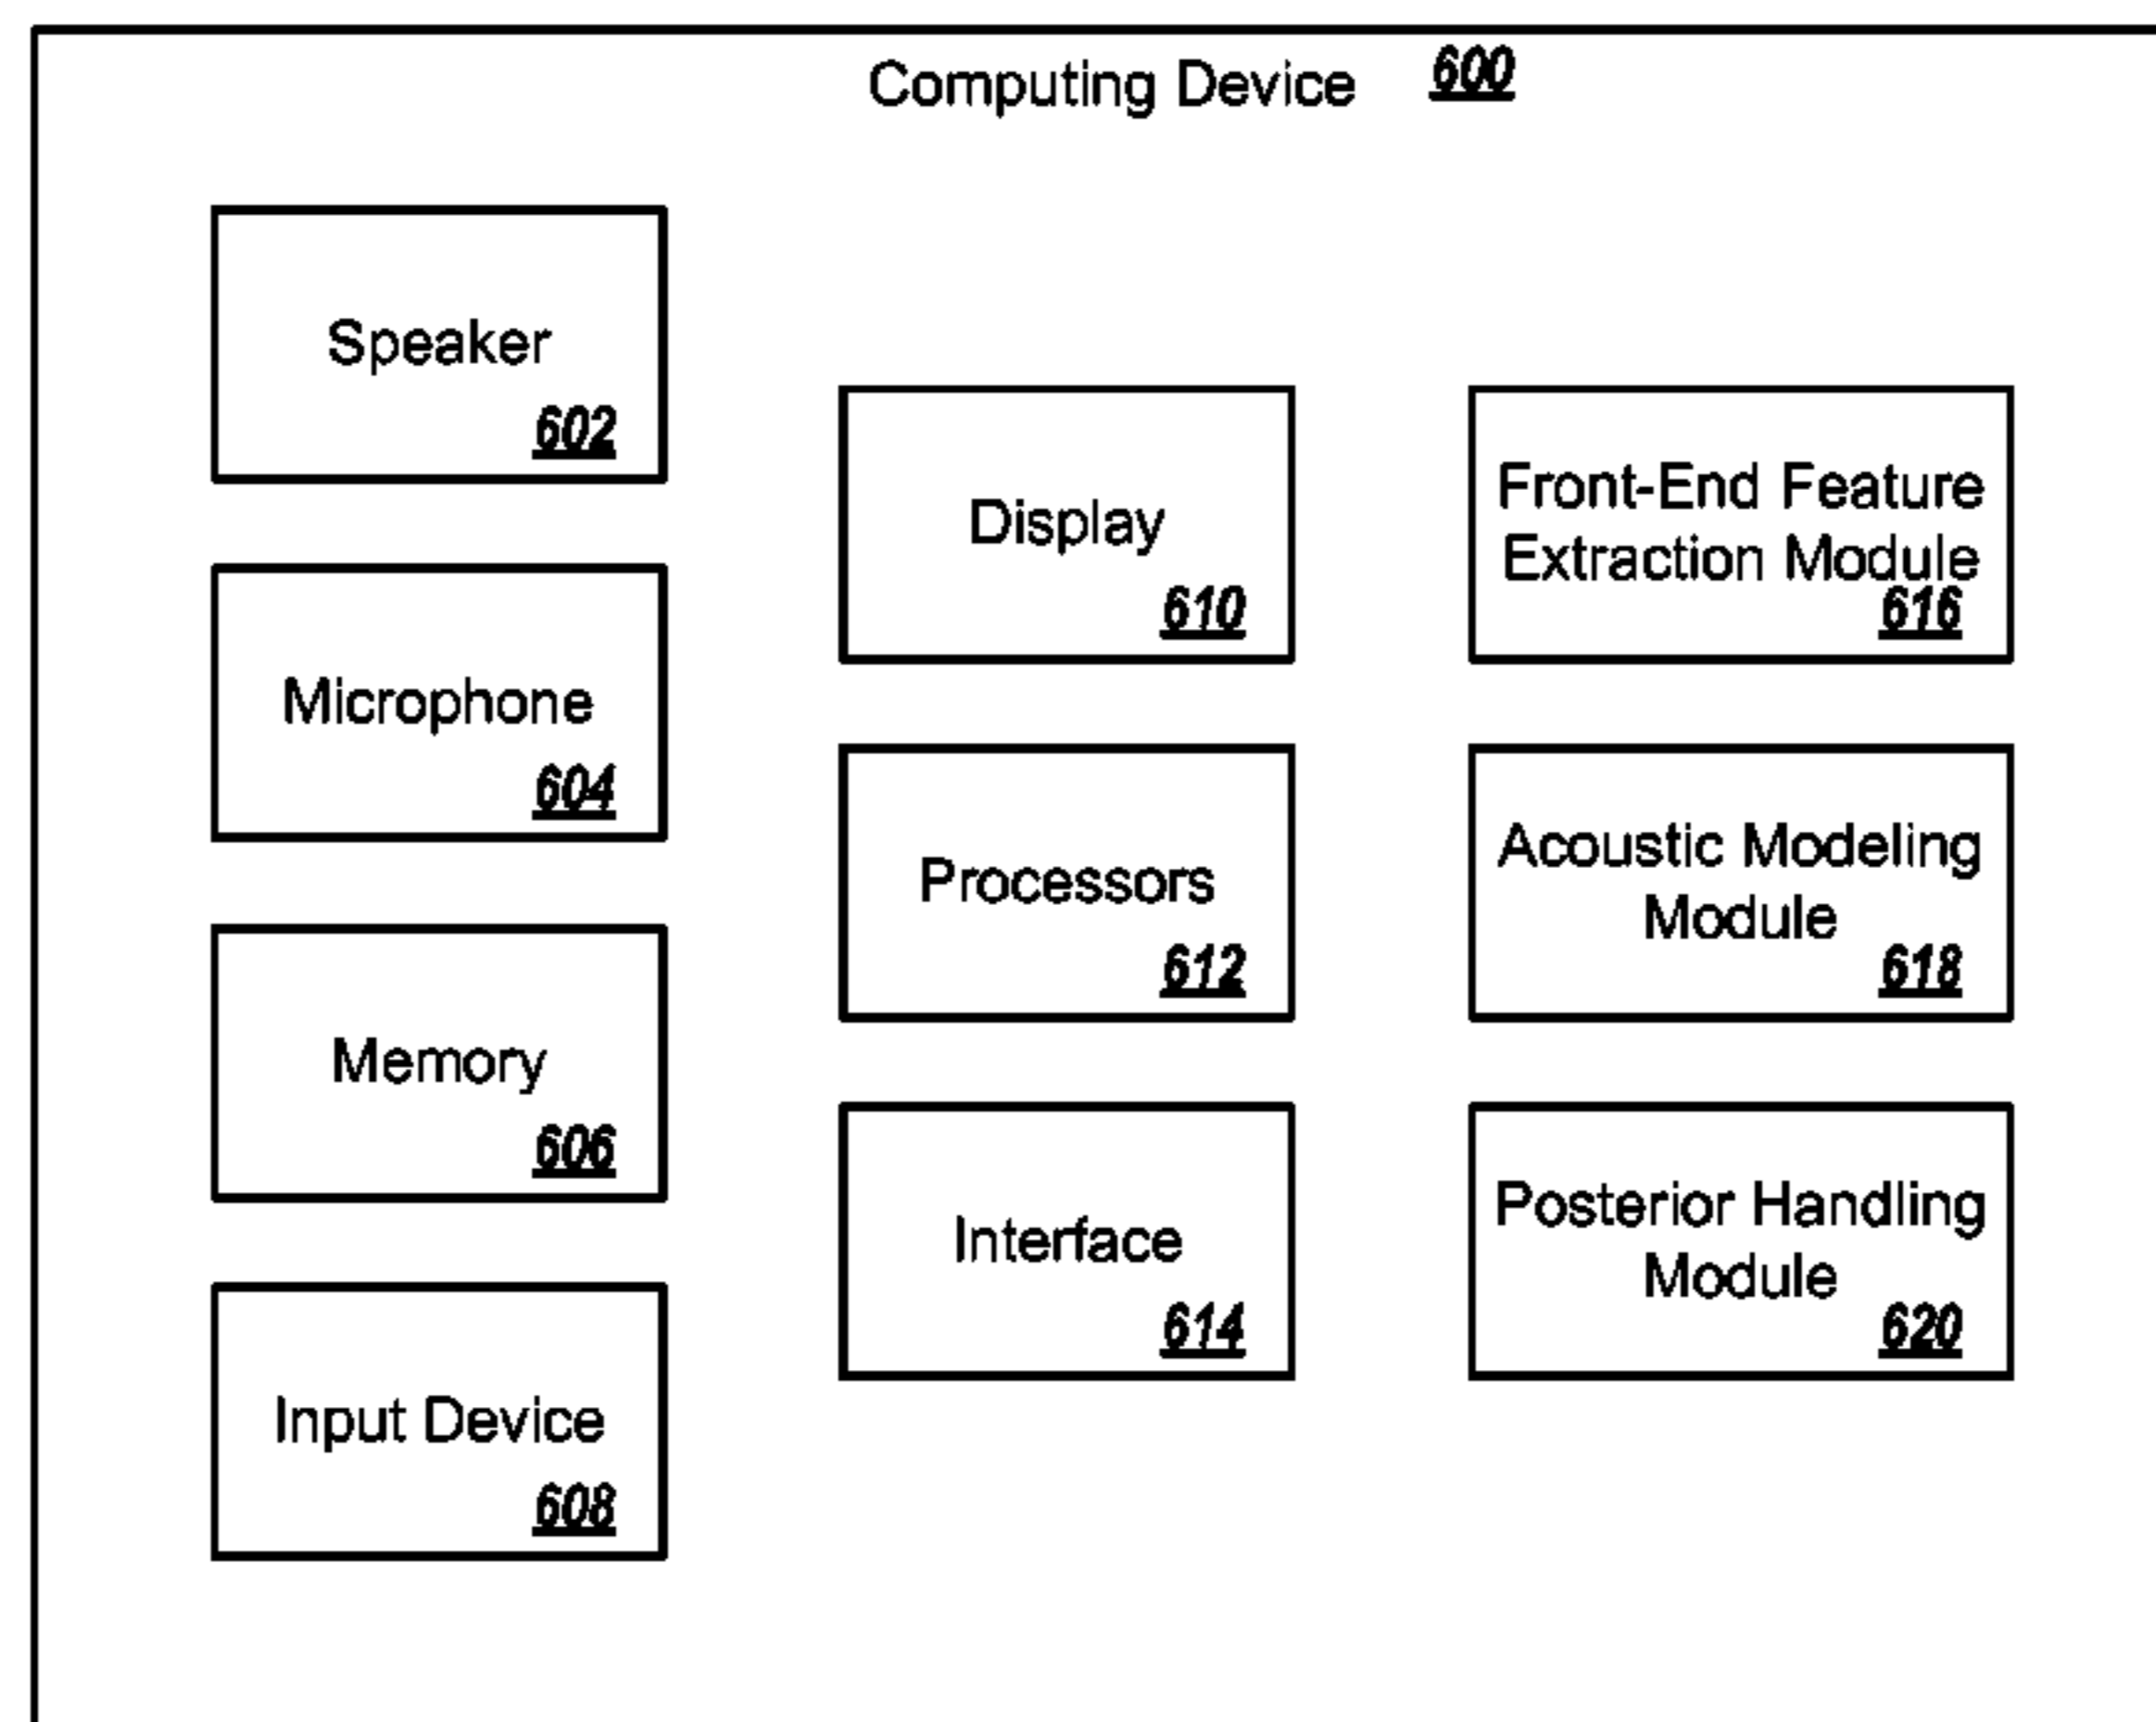 Computing Device 600
Speaker
602
Microphone
604
Memory
606
Input Device
608
Display
610
Processors
612
Interface
614
Front-End Feature
Extraction Module
616
Acoustic Modeling
Module
618
Posterior Handling
Module
620